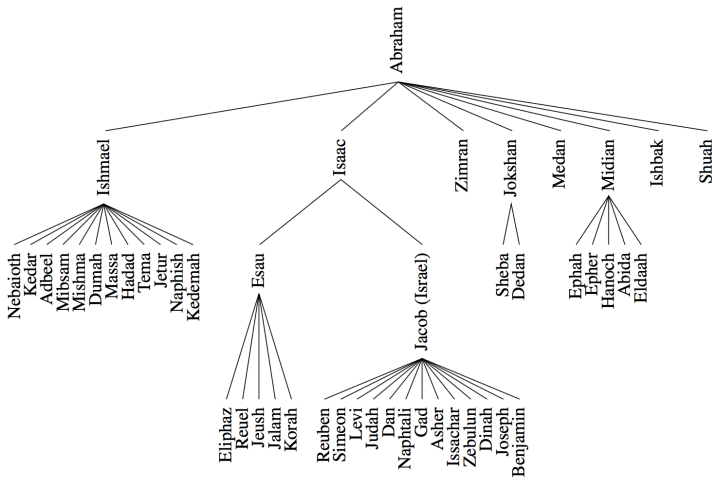 Abraham
Ishmael
Isaac
Zimran
Jokshan
Medan
Midian
Ishbak
Shuah
Nebaioth
Kedar
Adbeel
Mibsam
Mishma
Dumah
Massa
Hadad
Tema
Jetur
Naphish
Kedemah
Esau
Jacob (Israel)
Sheba
Dedan
Ephah
Epher
Hanoch
Abida
Eldaah
Eliphaz
Reuel
Jeush
Jalam
Korah
Reuben
Simeon
Levi
Judah
Dan
Naphtali
Gad
Asher
Issachar
Zebulun
Dinah
Joseph
Benjamin